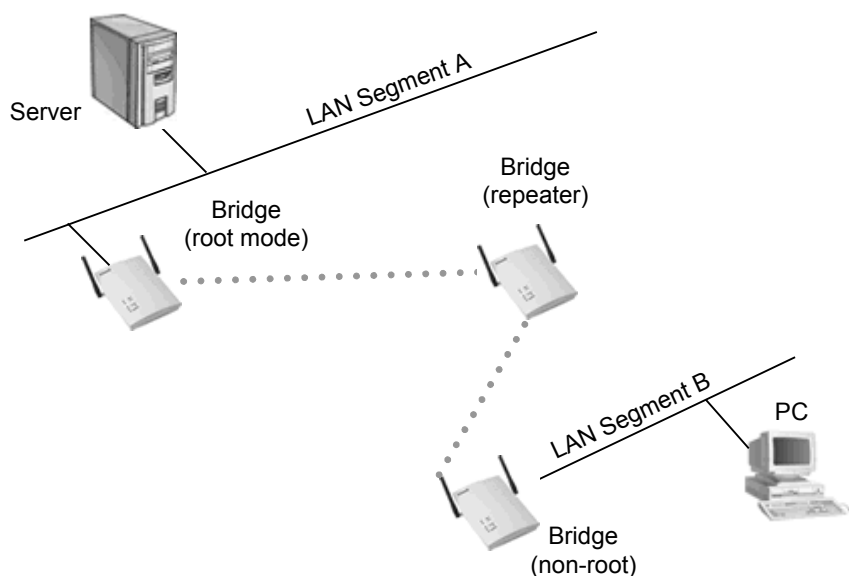 LAN Segment A
Server
Bridge
(repeater)
Bridge
(root mode)
LAN Segment B
PC
Bridge
(non-root)